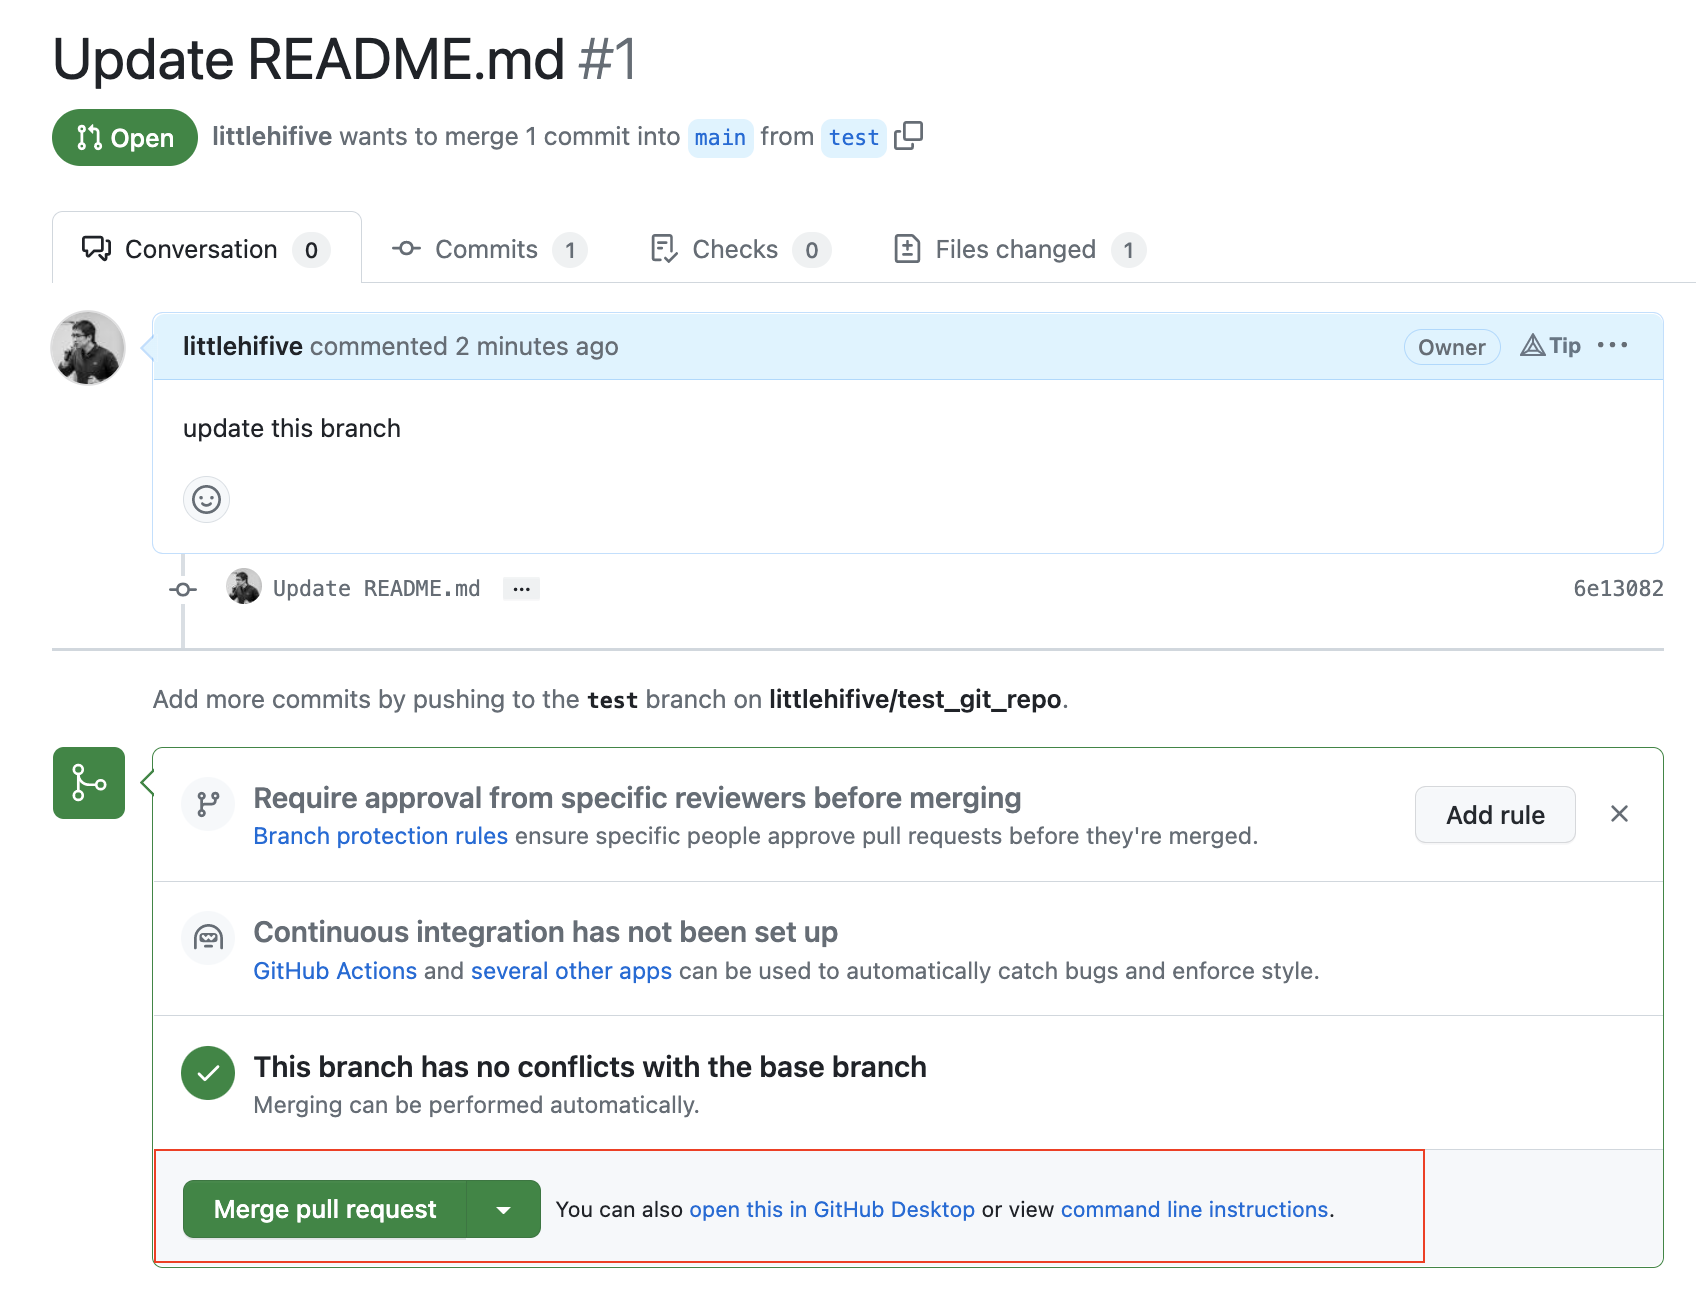 Update README.md #1
Open littlehifive wants to merge 1 commit into main from test
Conversation 0 Commits 1 Checks 0 Files changed 1
littlehifive commented 2 minutes ago Owner Tip ...
update this branch
Update README.md ... 6e13082
Add more commits by pushing to the test branch on littlehifive/test_git_repo.
Require approval from specific reviewers before merging
Branch protection rules ensure specific people approve pull requests before they're merged.
Add rule
Continuous integration has not been set up
GitHub Actions and several other apps can be used to automatically catch bugs and enforce style.
This branch has no conflicts with the base branch
Merging can be performed automatically.
Merge pull request You can also open this in GitHub Desktop or view command line instructions.